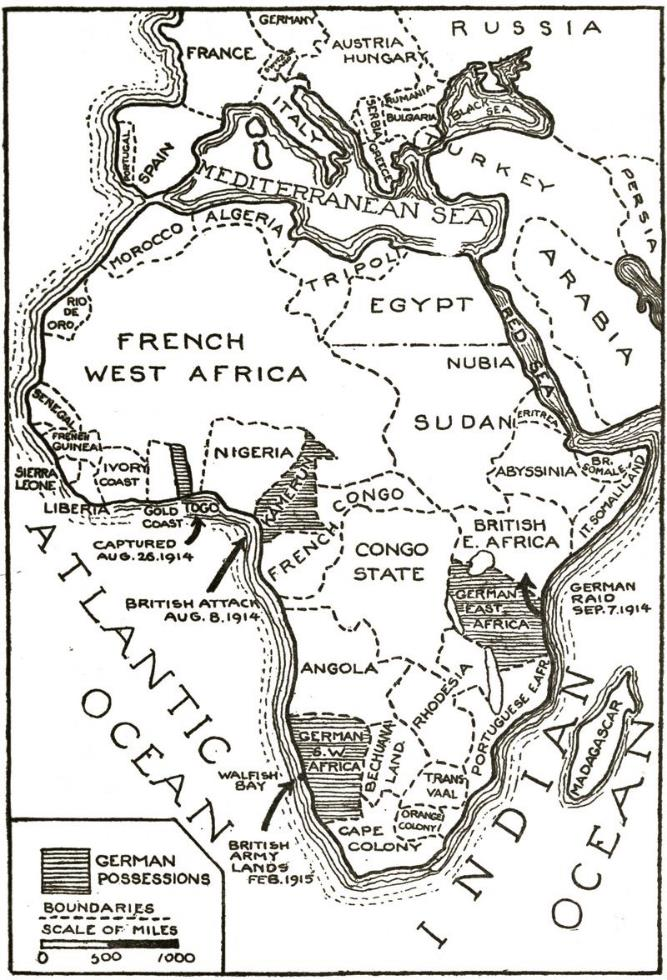 RUSSIA
GERMANY
FRANCE
AUSTRIA
HUNGARY
ITALY
SERBIA
RUMANIA
BULGARIA
BLACK
SEA
GREECE
TURKEY
PORTUGAL
SPAIN
MEDITERRANEAN SEA
PERSIA
ARABIA
MOROCCO
ALGERIA
TRIPOLI
EGYPT
RED SEA
RIO
DE
ORO
FRENCH
WEST AFRICA
NUBIA
SUDAN
ERITREA
SENEGAL
FRENCH
GUINEA
SIERRA
LEONE
IVORY
COAST
LIBERIA
GOLD
COAST
TOGO
NIGERIA
KAMERUN
ABYSSINIA
BR.
SOMALE.
IT. SOMALILAND
CAPTURED
AUG. 26. 1914
FRENCH CONGO
CONGO
STATE
BRITISH
E. AFRICA
GERMAN
EAST
AFRICA
GERMAN
RAID
SEP. 7. 1914
BRITISH ATTACK
AUG. 8. 1914
ATLANTIC
OCEAN
ANGOLA
RHODESIA
PORTUGUESE E. AFR.
MADAGASCAR
INDIAN
OCEAN
GERMAN
S. W.
AFRICA
BECHUANA
LAND.
WALFISH
BAY
TRANS
VAAL
ORANGE
COLONY
CAPE
COLONY
BRITISH
ARMY
LANDS
FEB. 1915
GERMAN
POSSESSIONS
BOUNDARIES
SCALE OF MILES
0 500 1000